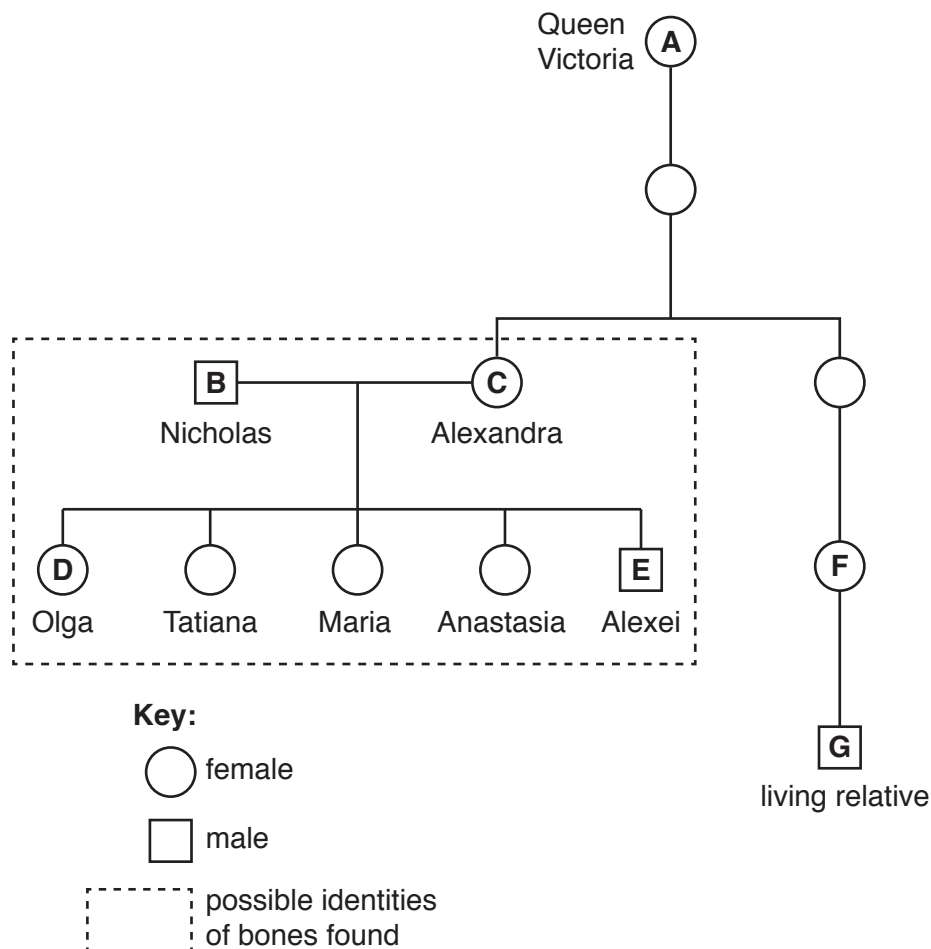 Queen
Victoria
A
B
C
Nicholas
Alexandra
D
E
F
Olga
Tatiana
Maria
Anastasia
Alexei
Key:
female
G
male
living relative
possible identities
of bones found